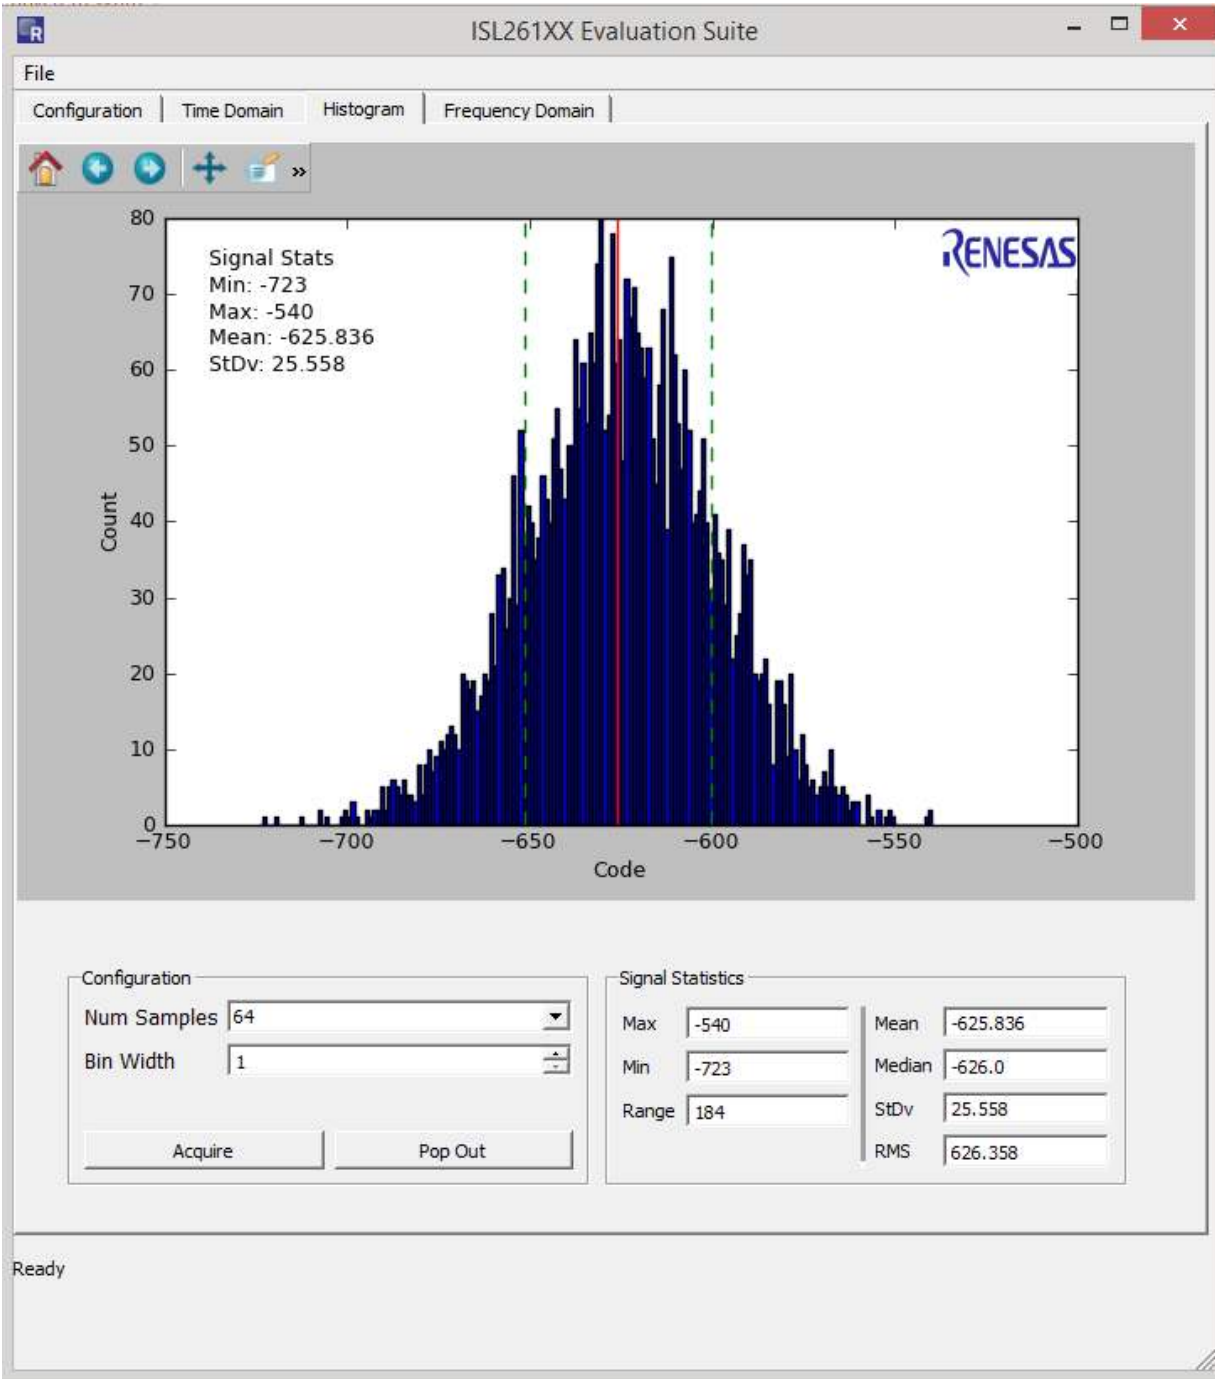 ISL261XX Evaluation Suite
File
Configuration
Time Domain
Histogram
Frequency Domain
»
80
70
60
50
40
30
20
10
0
Count
Signal Stats
Min: -723
Max: -540
Mean: -625.836
StDv: 25.558
RENESAS
−750
−700
−650
−600
−550
−500
Code
Configuration
Num Samples 64
Bin Width 1
Acquire
Pop Out
Signal Statistics
Max -540
Min -723
Range 184
Mean -625.836
Median -626.0
StDv 25.558
RMS 626.358
Ready